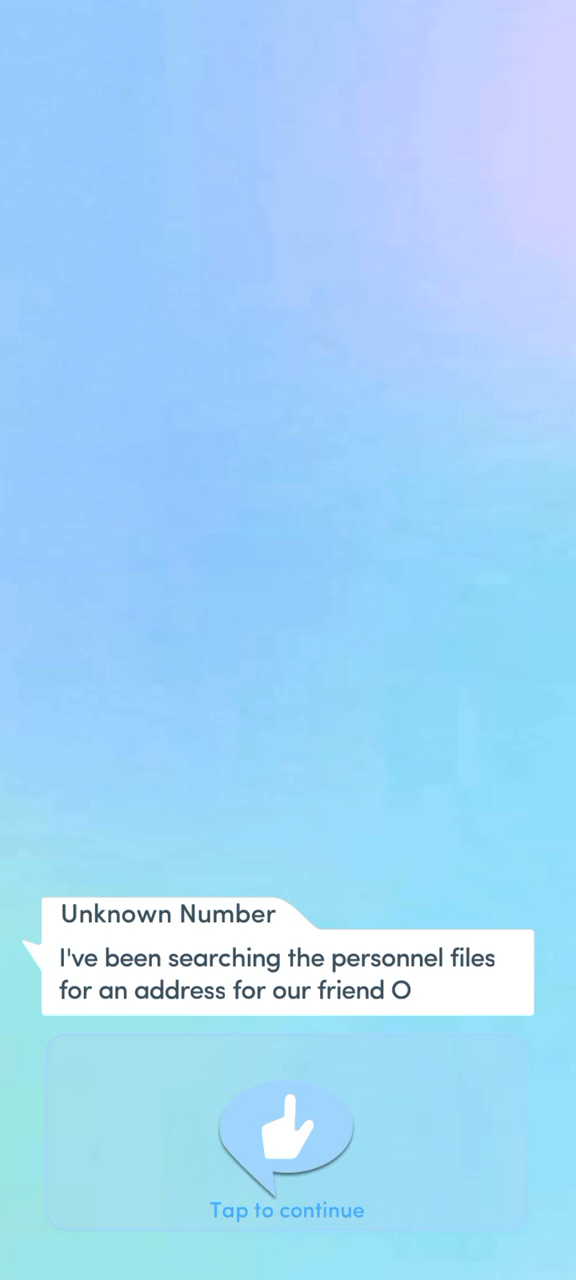 Unknown Number
I've been searching the personnel files
for an address for our friend O
Tap to continue